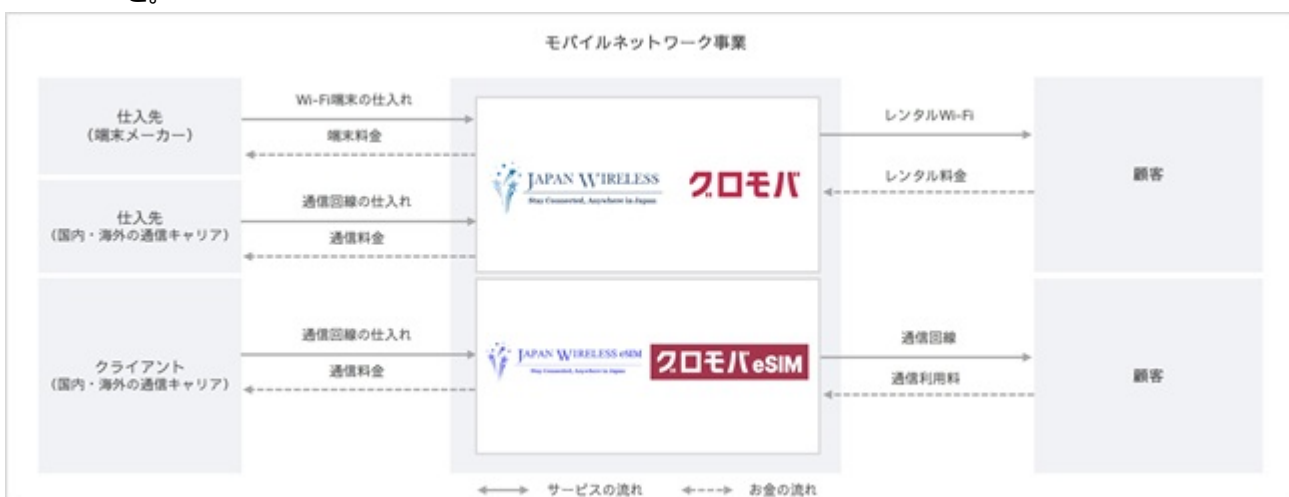 と。
モバイルネットワーク事業
仕入先
(端末メーカー)
Wi-Fi端末の仕入れ
端末料金
仕入先
(国内・海外の通信キャリア)
通信回線の仕入れ
通信料金
JAPAN WIRELESS
Stay Connected, Anywhere in Japan
グロモバ
レンタルWi-Fi
レンタル料金
顧客
クライアント
(国内・海外の通信キャリア)
通信回線の仕入れ
通信料金
JAPAN WIRELESS eSIM
Stay Connected, Anywhere in Japan
グロモバeSIM
通信回線
通信利用料
顧客
サービスの流れ
お金の流れ